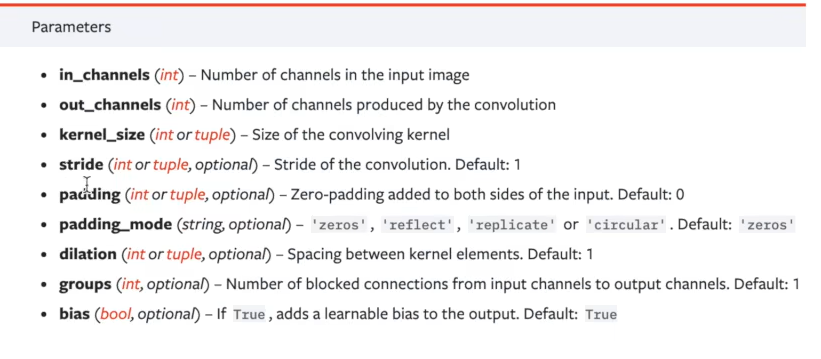 Parameters
• in_channels (int) – Number of channels in the input image
• out_channels (int) – Number of channels produced by the convolution
• kernel_size (int or tuple) – Size of the convolving kernel
• stride (int or tuple, optional) – Stride of the convolution. Default: 1
• padding (int or tuple, optional) – Zero-padding added to both sides of the input. Default: 0
• padding_mode (string, optional) – 'zeros', 'reflect', 'replicate' or 'circular'. Default: 'zeros'
• dilation (int or tuple, optional) – Spacing between kernel elements. Default: 1
• groups (int, optional) – Number of blocked connections from input channels to output channels. Default: 1
• bias (bool, optional) – If True, adds a learnable bias to the output. Default: True